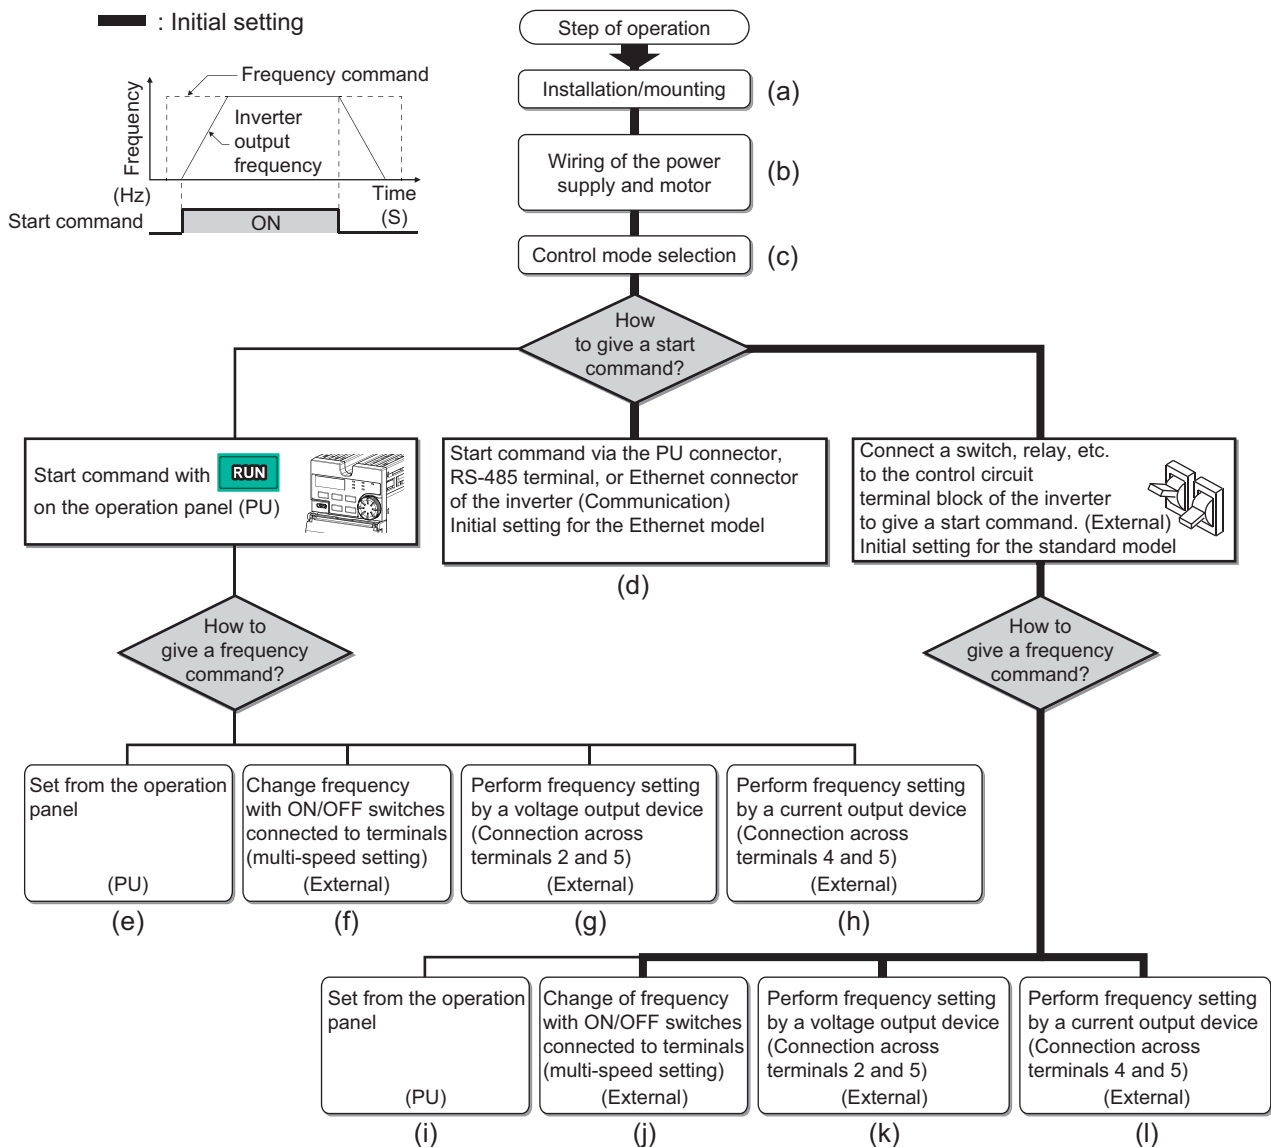 : Initial setting
Step of operation
Frequency command
Frequency
Inverter
output
frequency
(Hz)
Time
(S)
Start command
ON
Installation/mounting
(a)
Wiring of the power
supply and motor
(b)
Control mode selection
(c)
How
to give a start
command?
Start command with RUN
on the operation panel (PU)
Start command via the PU connector,
RS-485 terminal, or Ethernet connector
of the inverter (Communication)
Initial setting for the Ethernet model
(d)
Connect a switch, relay, etc.
to the control circuit
terminal block of the inverter
to give a start command. (External)
Initial setting for the standard model
How to
give a frequency
command?
How to
give a frequency
command?
Set from the operation
panel
(PU)
(e)
Change frequency
with ON/OFF switches
connected to terminals
(multi-speed setting)
(External)
(f)
Perform frequency setting
by a voltage output device
(Connection across
terminals 2 and 5)
(External)
(g)
Perform frequency setting
by a current output device
(Connection across
terminals 4 and 5)
(External)
(h)
Set from the operation
panel
(PU)
(i)
Change of frequency
with ON/OFF switches
connected to terminals
(multi-speed setting)
(External)
(j)
Perform frequency setting
by a voltage output device
(Connection across
terminals 2 and 5)
(External)
(k)
Perform frequency setting
by a current output device
(Connection across
terminals 4 and 5)
(External)
(l)